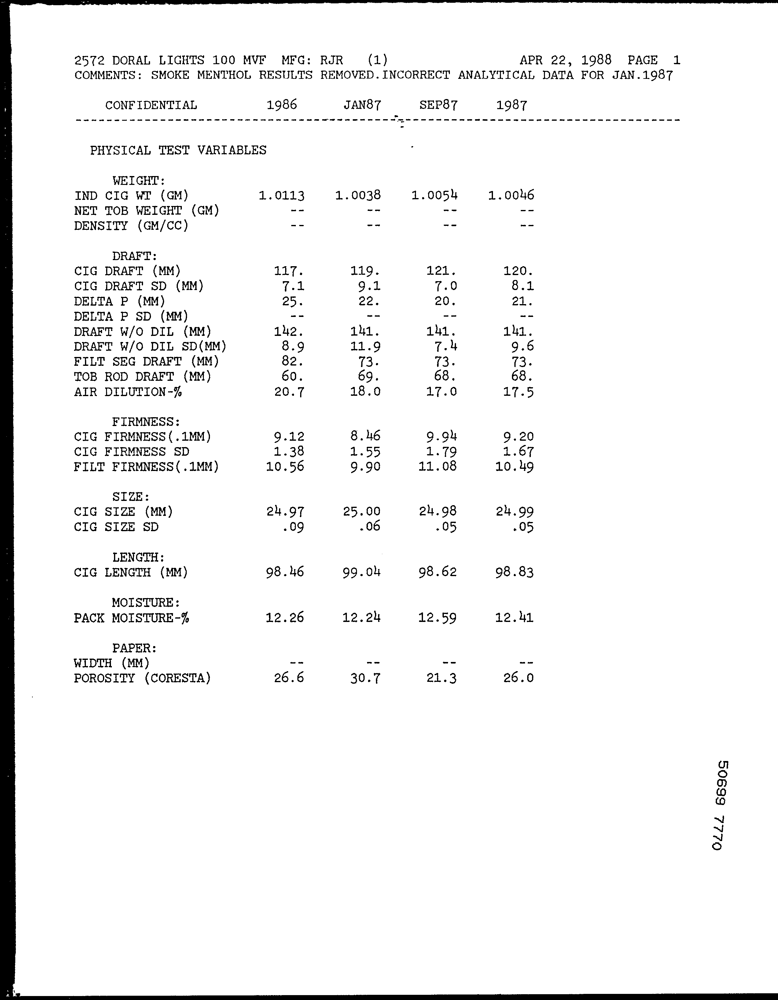 2572 DORAL LIGHTS 100 MVF MFG: RJR (1) APR 22, 1988 PAGE 1
COMMENTS: SMOKE MENTHOL RESULTS REMOVED.INCORRECT ANALYTICAL DATA FOR JAN.1987
CONFIDENTIAL 1986 JAN87 SEP87 1987
--------------------------------------------------------------------------------
PHYSICAL TEST VARIABLES
WEIGHT:
IND CIG WT (GM) 1.0113 1.0038 1.0054 1.0046
NET TOB WEIGHT (GM) -- -- -- --
DENSITY (GM/CC) -- -- -- --
DRAFT:
CIG DRAFT (MM) 117. 119. 121. 120.
CIG DRAFT SD (MM) 7.1 9.1 7.0 8.1
DELTA P (MM) 25. 22. 20. 21.
DELTA P SD (MM) -- -- -- --
DRAFT W/O DIL (MM) 142. 141. 141. 141.
DRAFT W/O DIL SD(MM) 8.9 11.9 7.4 9.6
FILT SEG DRAFT (MM) 82. 73. 73. 73.
TOB ROD DRAFT (MM) 60. 69. 68. 68.
AIR DILUTION-% 20.7 18.0 17.0 17.5
FIRMNESS:
CIG FIRMNESS(.1MM) 9.12 8.46 9.94 9.20
CIG FIRMNESS SD 1.38 1.55 1.79 1.67
FILT FIRMNESS(.1MM) 10.56 9.90 11.08 10.49
SIZE:
CIG SIZE (MM) 24.97 25.00 24.98 24.99
CIG SIZE SD .09 .06 .05 .05
LENGTH:
CIG LENGTH (MM) 98.46 99.04 98.62 98.83
MOISTURE:
PACK MOISTURE-% 12.26 12.24 12.59 12.41
PAPER:
WIDTH (MM) -- -- -- --
POROSITY (CORESTA) 26.6 30.7 21.3 26.0
50699 7770